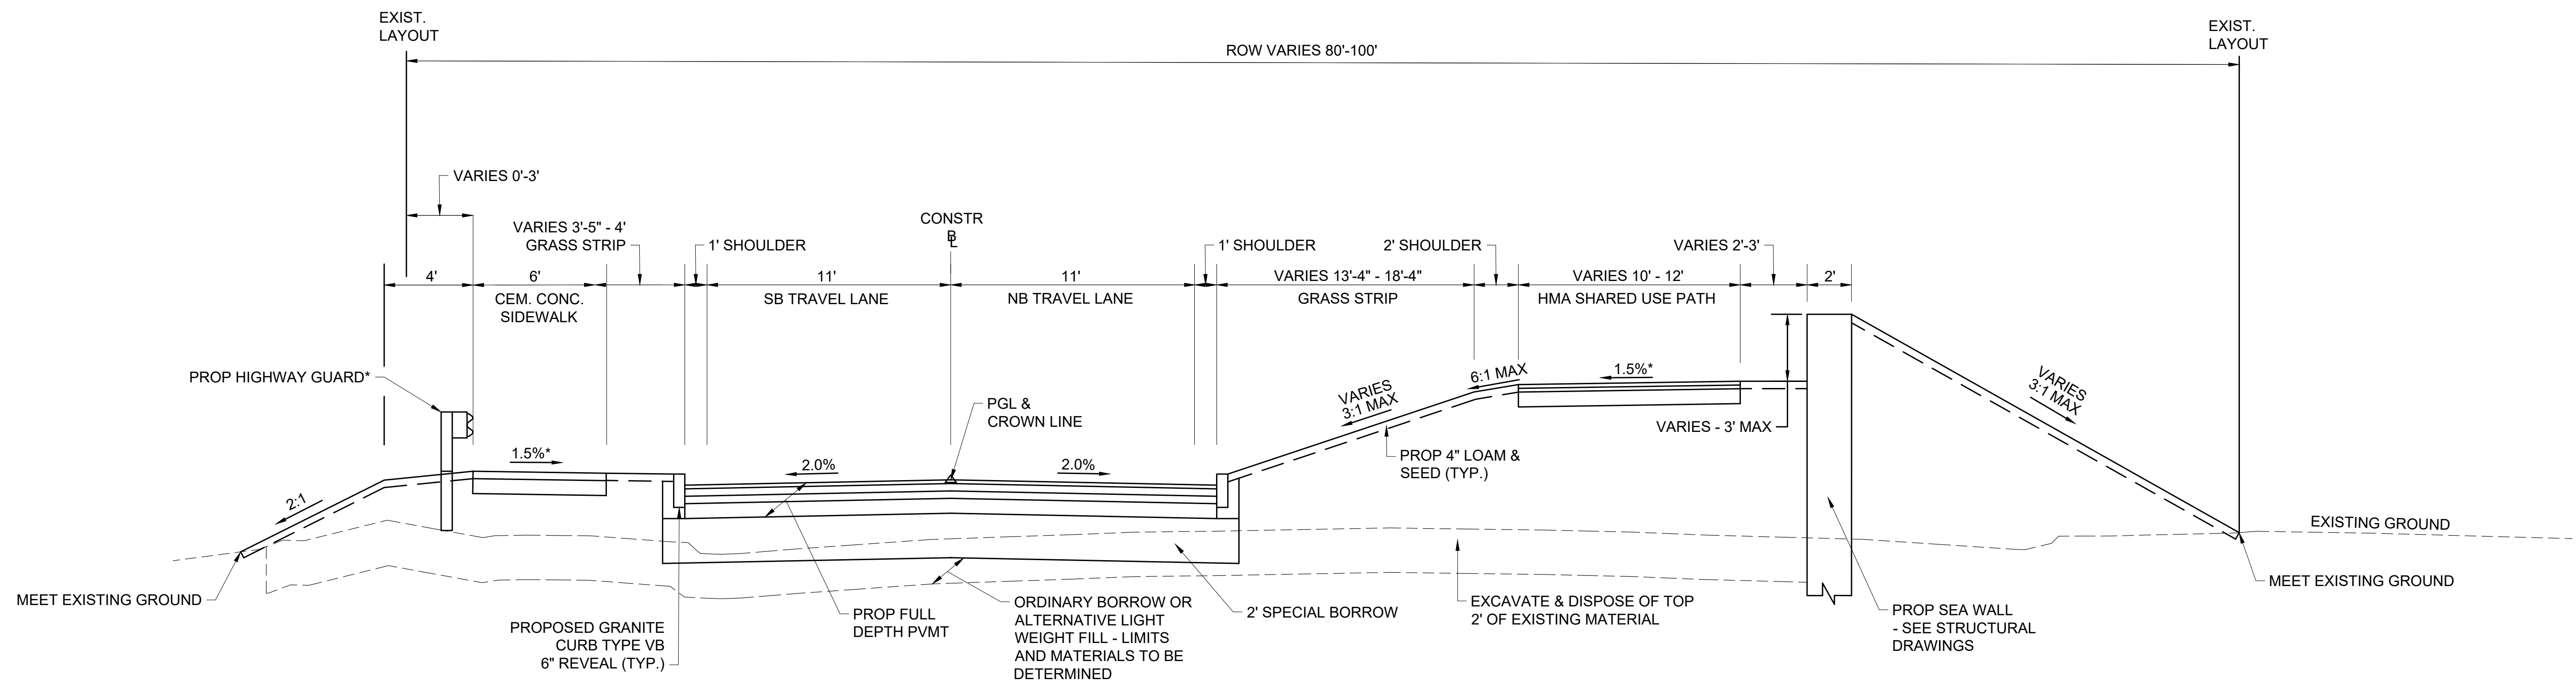 EXIST.
LAYOUT
EXIST.
LAYOUT
ROW VARIES 80'-100'
VARIES 0'-3'
VARIES 3'-5" - 4'
GRASS STRIP
1' SHOULDER
CONSTR
BL
1' SHOULDER
2' SHOULDER
VARIES 2'-3'
4'
6'
CEM. CONC.
SIDEWALK
11'
SB TRAVEL LANE
11'
NB TRAVEL LANE
VARIES 13'-4" - 18'-4"
GRASS STRIP
VARIES 10' - 12'
HMA SHARED USE PATH
2'
PROP HIGHWAY GUARD*
PGL &
CROWN LINE
VARIES
3:1 MAX
6:1 MAX
1.5%*
VARIES
3:1 MAX
VARIES - 3' MAX
1.5%*
2.0%
2.0%
PROP 4" LOAM &
SEED (TYP.)
2:1
EXISTING GROUND
MEET EXISTING GROUND
MEET EXISTING GROUND
PROPOSED GRANITE
CURB TYPE VB
6" REVEAL (TYP.)
PROP FULL
DEPTH PVMT
ORDINARY BORROW OR
ALTERNATIVE LIGHT
WEIGHT FILL - LIMITS
AND MATERIALS TO BE
DETERMINED
2' SPECIAL BORROW
EXCAVATE & DISPOSE OF TOP
2' OF EXISTING MATERIAL
PROP SEA WALL
- SEE STRUCTURAL
DRAWINGS